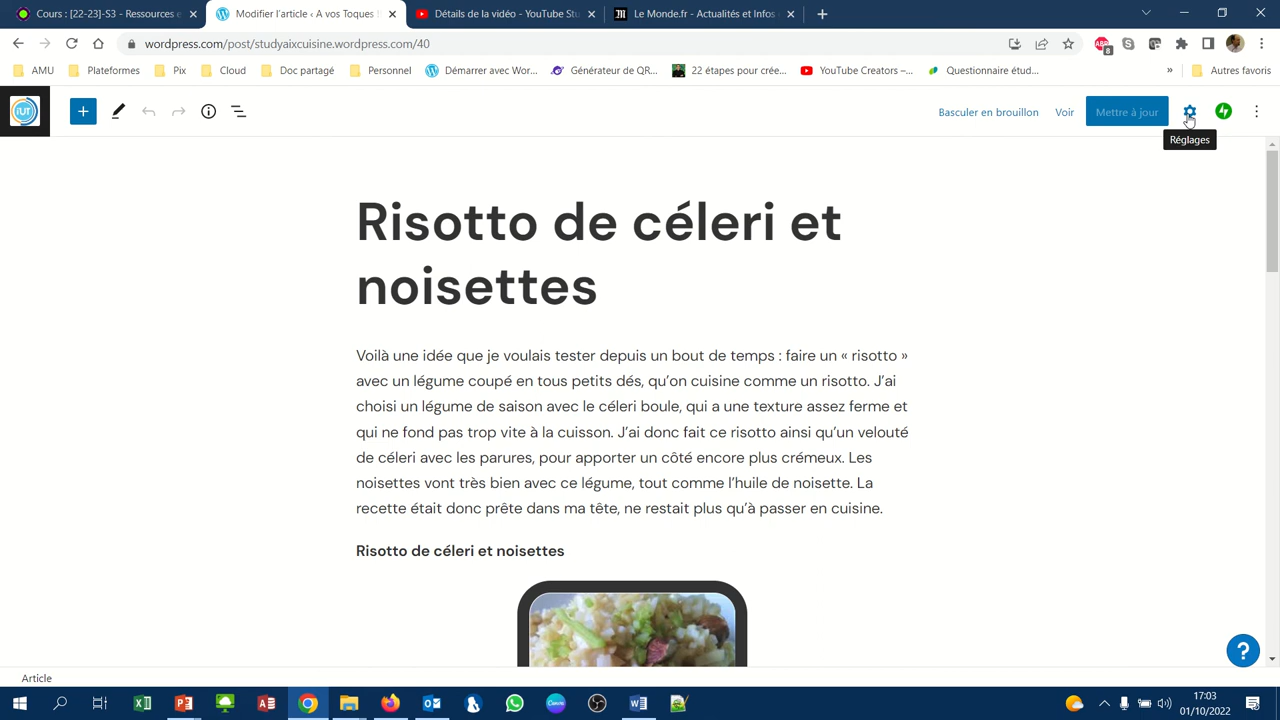 Cours : [22-23]-S3 - Ressources e
Modifier l'article ‹ A vos Toques
Détails de la vidéo - YouTube Stu
Le Monde.fr - Actualités et Infos e
wordpress.com/post/studyaixcuisine.wordpress.com/40
8
AMU
Plateformes
Pix
Cloud
Doc partagé
Personnel
Démarrer avec Wor...
Générateur de QR...
22 étapes pour crée...
YouTube Creators –...
Questionnaire étud...
»
Autres favoris
iUT
Basculer en brouillon
Voir
Mettre à jour
Réglages
Risotto de céleri et
noisettes
Voilà une idée que je voulais tester depuis un bout de temps : faire un « risotto »
avec un légume coupé en tous petits dés, qu'on cuisine comme un risotto. J'ai
choisi un légume de saison avec le céleri boule, qui a une texture assez ferme et
qui ne fond pas trop vite à la cuisson. J'ai donc fait ce risotto ainsi qu'un velouté
de céleri avec les parures, pour apporter un côté encore plus crémeux. Les
noisettes vont très bien avec ce légume, tout comme l'huile de noisette. La
recette était donc prête dans ma tête, ne restait plus qu'à passer en cuisine.
Risotto de céleri et noisettes
?
Article
17:03
01/10/2022